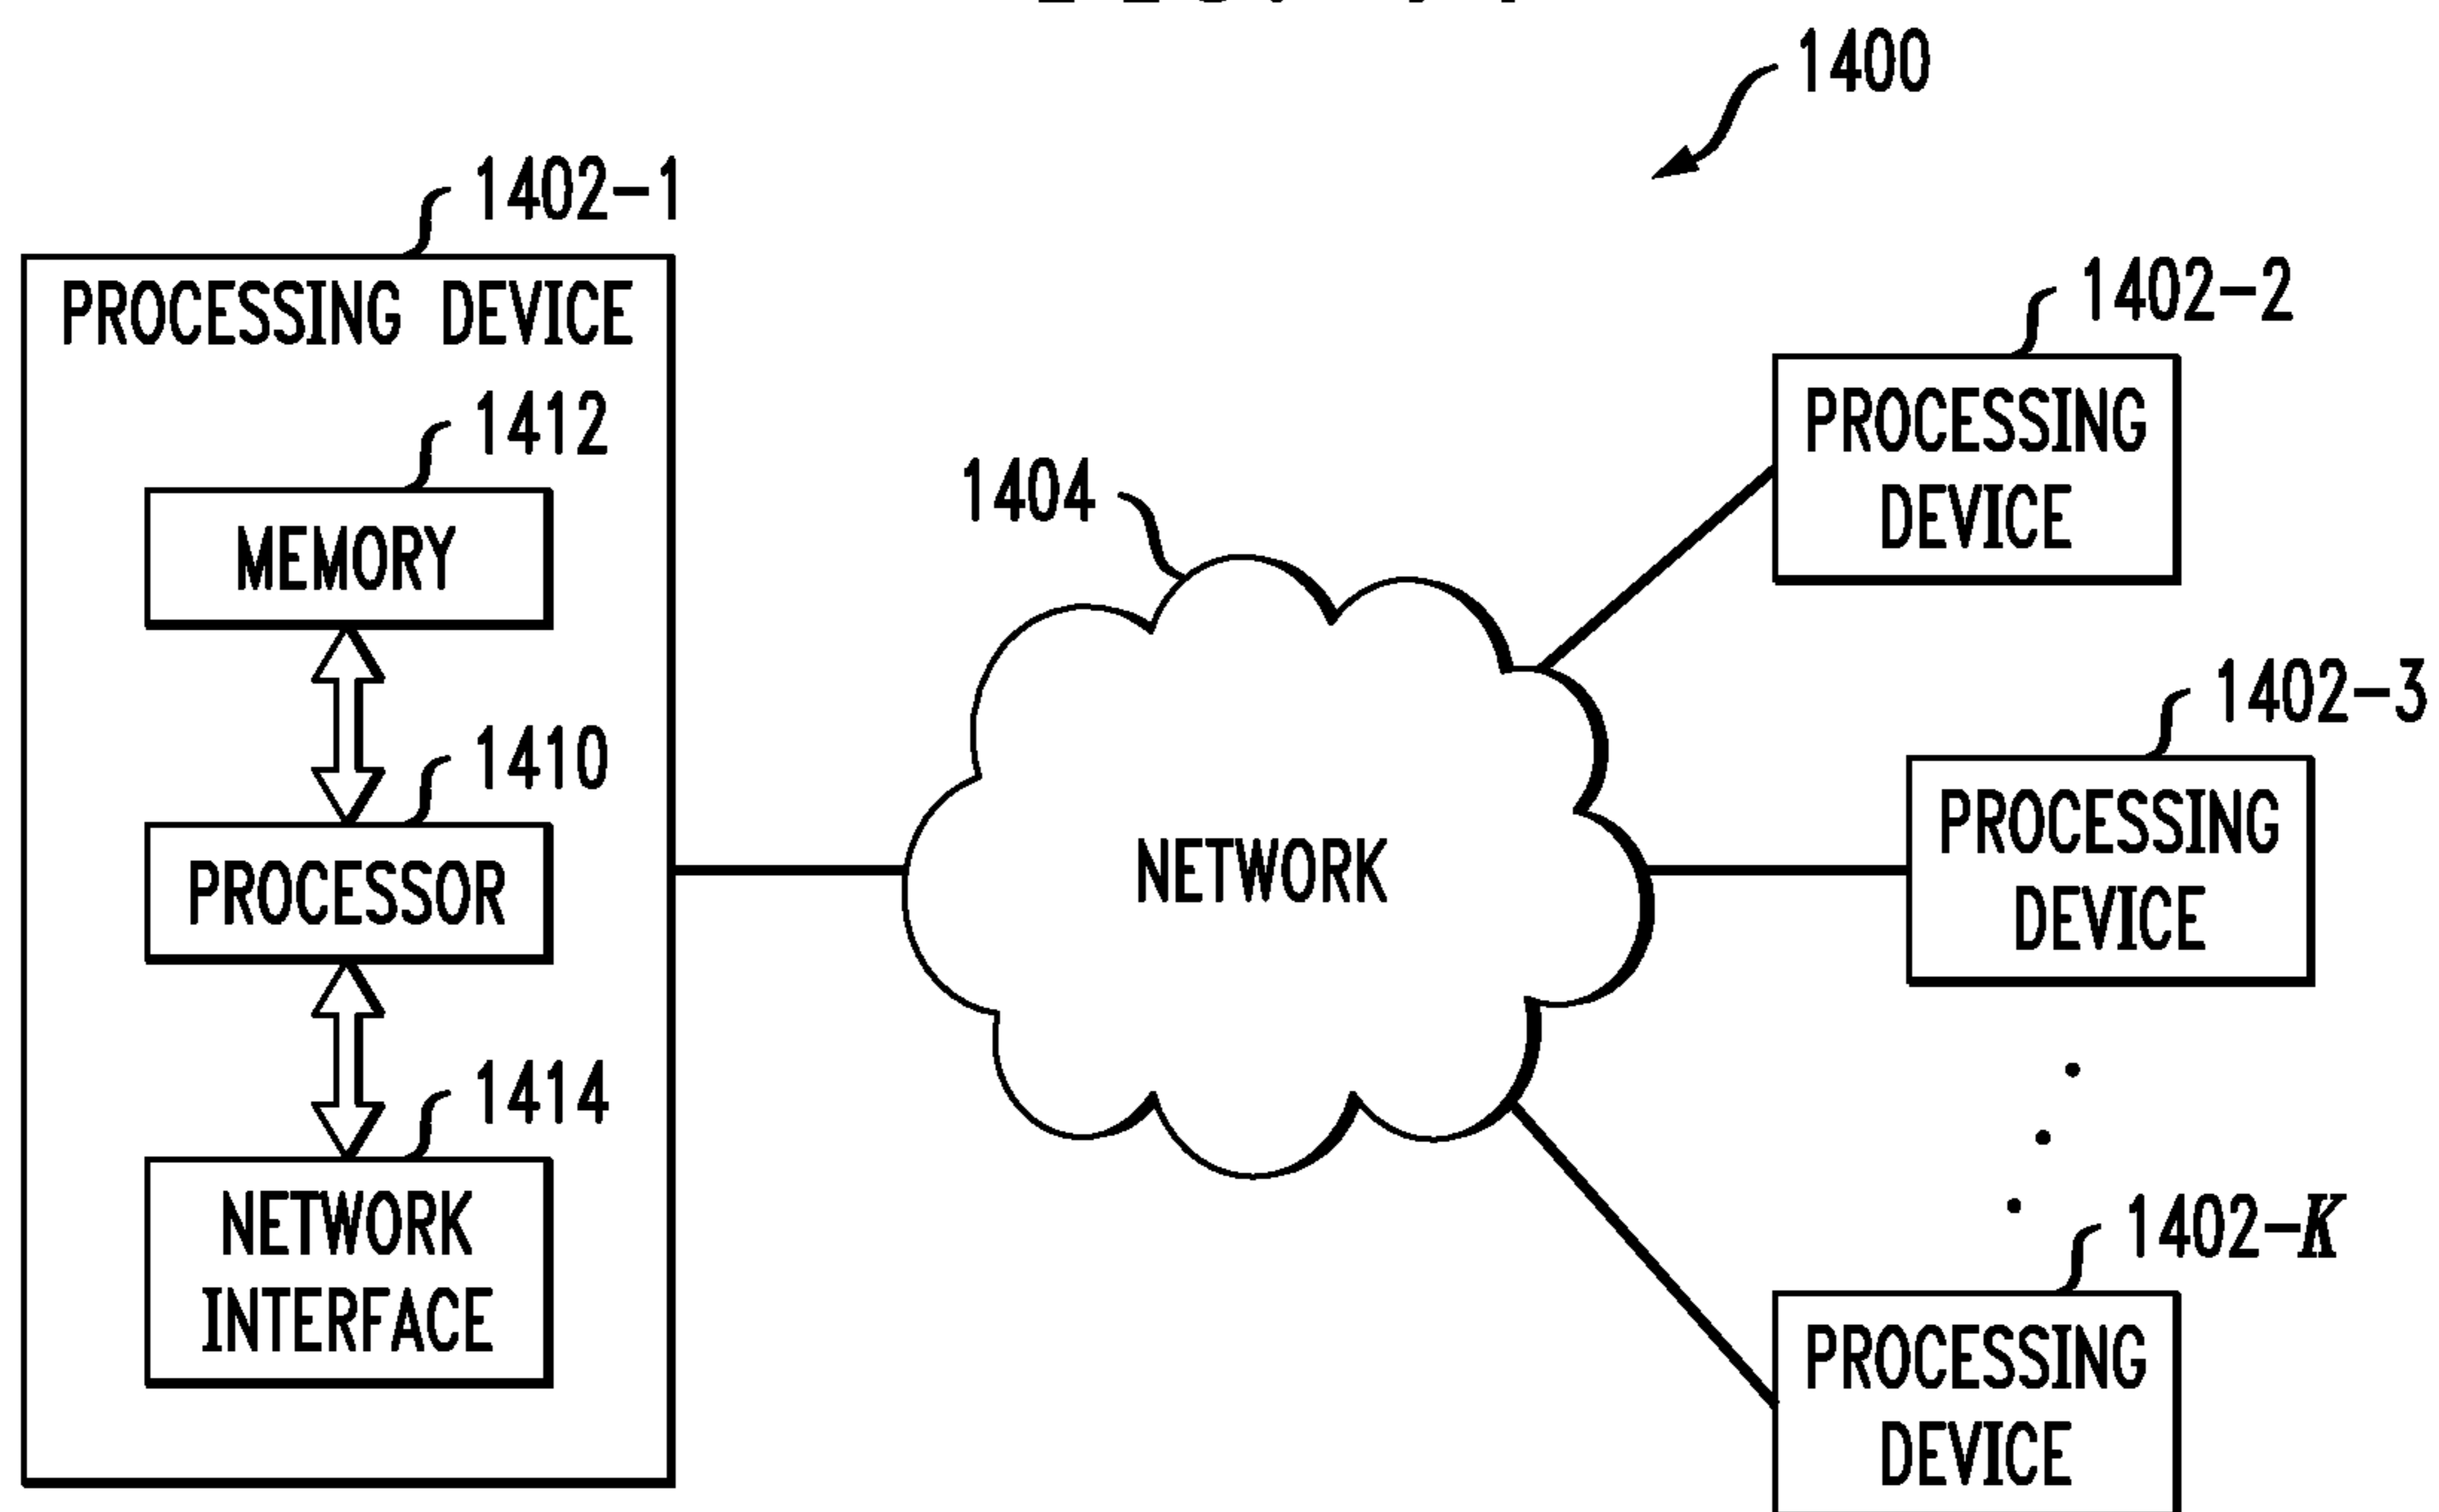 1400
1402-1
PROCESSING DEVICE
1412
MEMORY
1410
PROCESSOR
1414
NETWORK
INTERFACE
1404
NETWORK
1402-2
PROCESSING
DEVICE
1402-3
PROCESSING
DEVICE
1402-K
PROCESSING
DEVICE